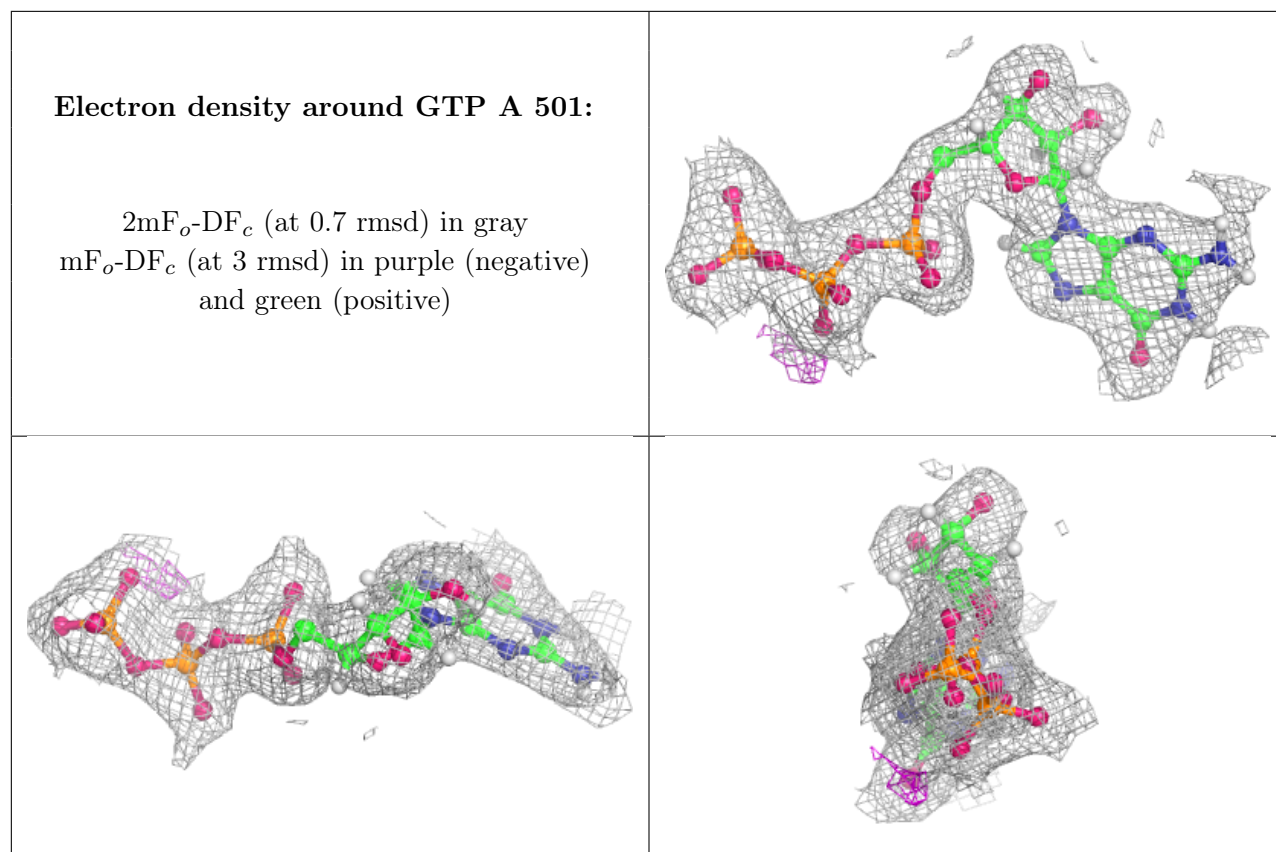 Electron density around GTP A 501:
2mFo-DFc (at 0.7 rmsd) in gray
mFo-DFc (at 3 rmsd) in purple (negative)
and green (positive)